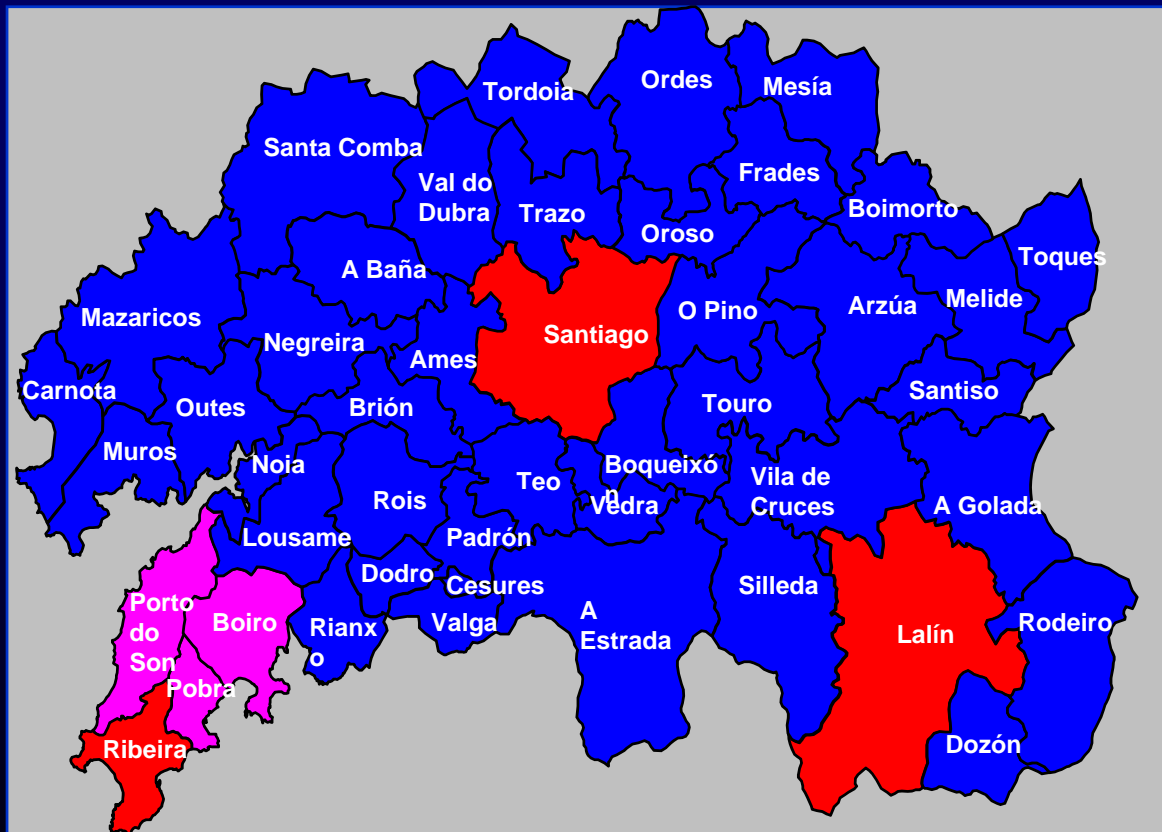 Ordes
Mesía
Tordoia
Santa Comba
Frades
Val do
Dubra
Trazo
Boimorto
Oroso
Toques
A Baña
Melide
Arzúa
O Pino
Mazaricos
Santiago
Negreira
Ames
Carnota
Santiso
Touro
Outes
Brión
Muros
Noia
Boqueixó
n
Vila de
Cruces
Teo
Rois
Vedra
A Golada
Lousame
Padrón
Dodro
Cesures
Silleda
Porto
do
Son
Boiro
Rianx
o
Valga
A
Estrada
Rodeiro
Lalín
Pobra
Ribeira
Dozón